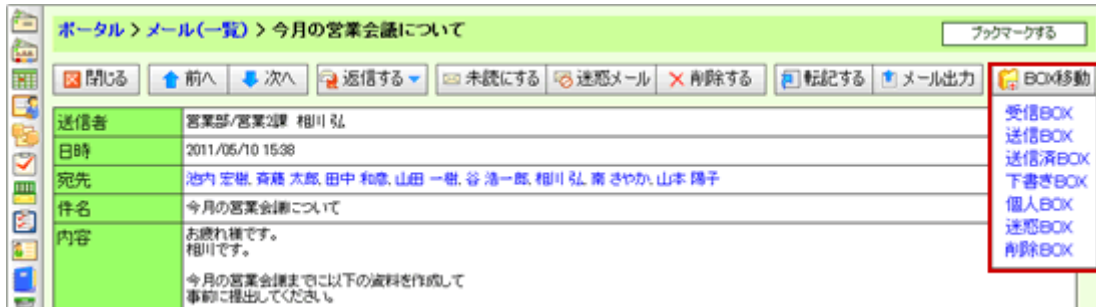 ポータル > メール(一覧) > 今月の営業会議について
ブックマークする
閉じる 前へ 次へ 返信する 未読にする 迷惑メール 削除する 転記する メール出力 BOX移動
受信BOX
送信BOX
送信済BOX
下書きBOX
個人BOX
迷惑BOX
削除BOX
送信者 営業部/営業2課 相川 弘
日時 2011/05/10 15:38
宛先 池内 宏樹, 斉藤 太郎, 田中 和彦, 山田 一樹, 谷 浩一郎, 相川 弘, 南 さやか, 山本 陽子
件名 今月の営業会議について
内容 お疲れ様です。
相川です。
今月の営業会議までに以下の資料を作成して
事前に提出してください。